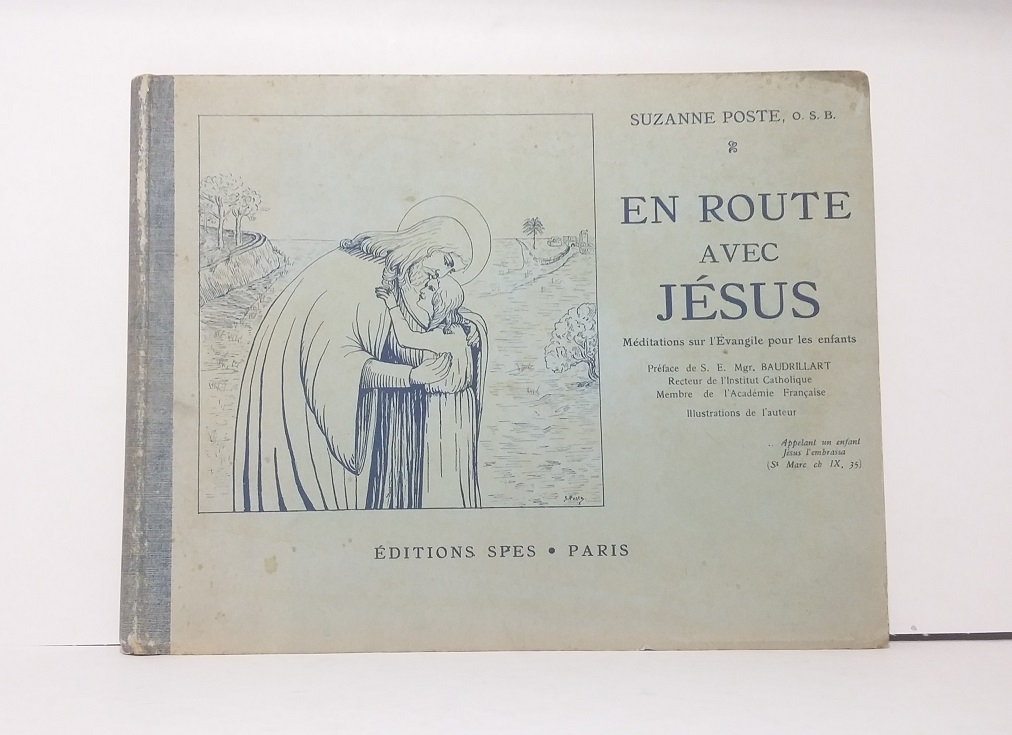 SUZANNE POSTE, O. S. B.
EN ROUTE
AVEC
JÉSUS
Méditations sur l'Évangile pour les enfants
Préface de S. E. Mgr. BAUDRILLART
Recteur de l'Institut Catholique
Membre de l'Académie Française
Illustrations de l'auteur
... Appelant un enfant
Jésus l'embrassa
(Sᵗ Marc ch IX, 35)
S. Poste
ÉDITIONS SPES • PARIS